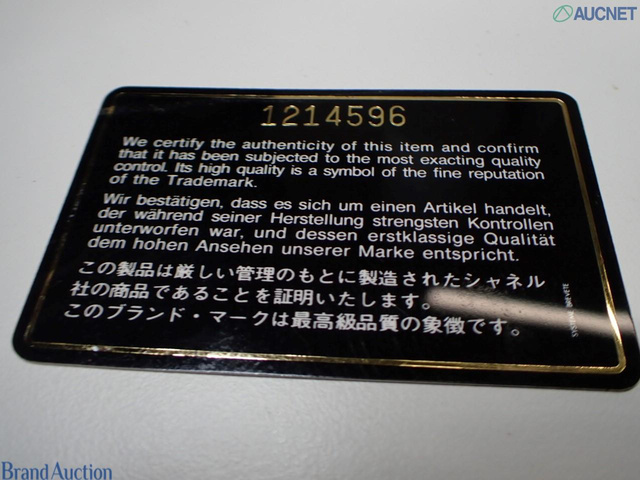 AUCNET
1214596
We certify the authenticity of this item and confirm
that it has been subjected to the most exacting quality
control. Its high quality is a symbol of the fine reputation
of the Trademark.
Wir bestätigen, dass es sich um einen Artikel handelt,
der während seiner Herstellung strengsten Kontrollen
unterworfen war, und dessen erstklassige Qualität
dem hohen Ansehen unserer Marke entspricht.
この製品は厳しい管理のもとに製造されたシャネル
社の商品であることを証明いたします。
このブランド・マークは最高級品質の象徴です。
BREVETE
Brand Auction